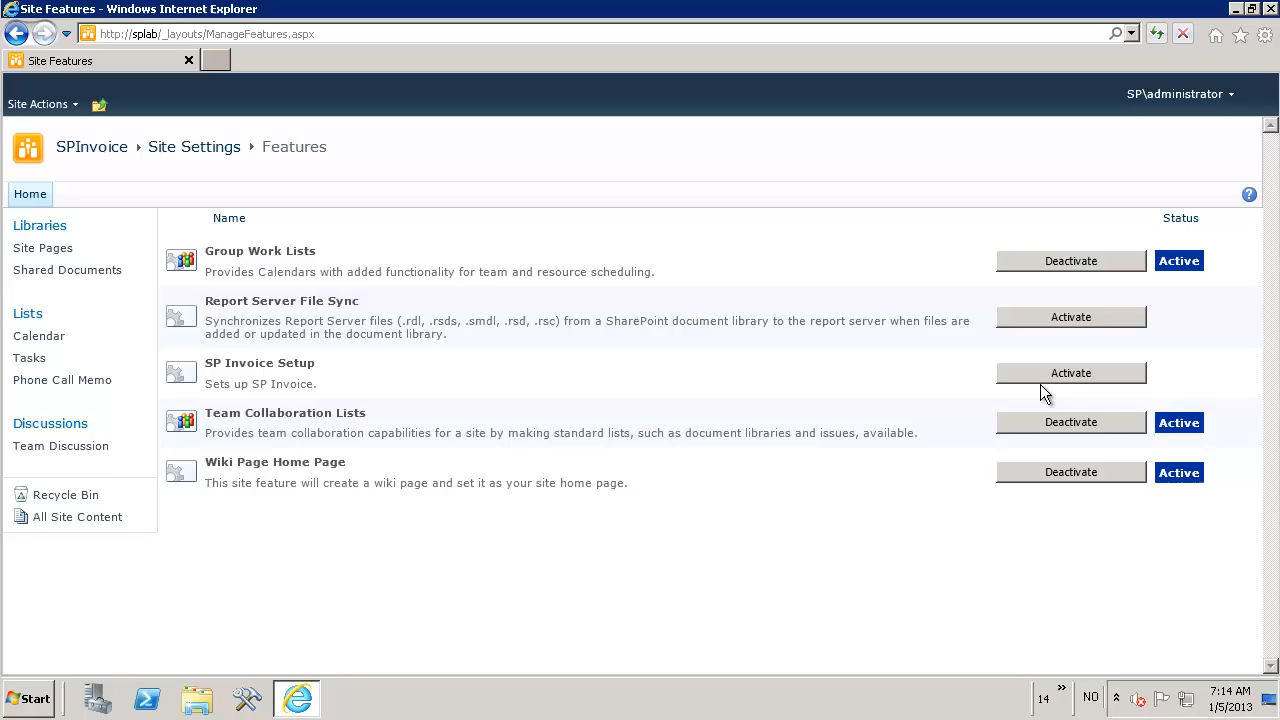 Site Features - Windows Internet Explorer
http://splab/_layouts/ManageFeatures.aspx
Site Features
Site Actions
SP\administrator
SPInvoice
Site Settings
Features
Home
Libraries
Site Pages
Shared Documents
Lists
Calendar
Tasks
Phone Call Memo
Discussions
Team Discussion
Recycle Bin
All Site Content
Name
Status
Group Work Lists
Provides Calendars with added functionality for team and resource scheduling.
Deactivate
Active
Report Server File Sync
Synchronizes Report Server files (.rdl, .rsds, .smdl, .rsd, .rsc) from a SharePoint document library to the report server when files are
added or updated in the document library.
Activate
SP Invoice Setup
Sets up SP Invoice.
Activate
Team Collaboration Lists
Provides team collaboration capabilities for a site by making standard lists, such as document libraries and issues, available.
Deactivate
Active
Wiki Page Home Page
This site feature will create a wiki page and set it as your site home page.
Deactivate
Active
Start
14
NO
7:14 AM
1/5/2013